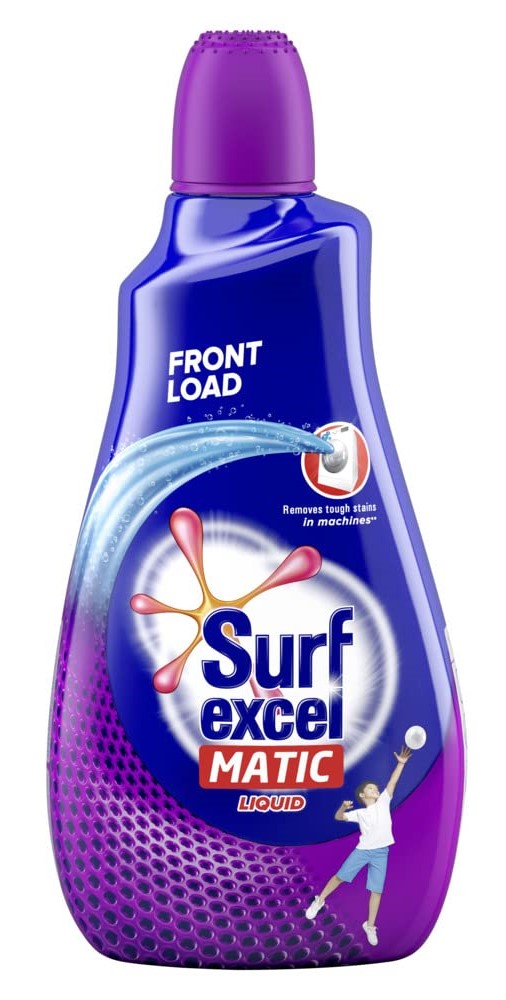 FRONT
LOAD
Removes tough stains
in machines**
Surf
excel
MATIC
LIQUID